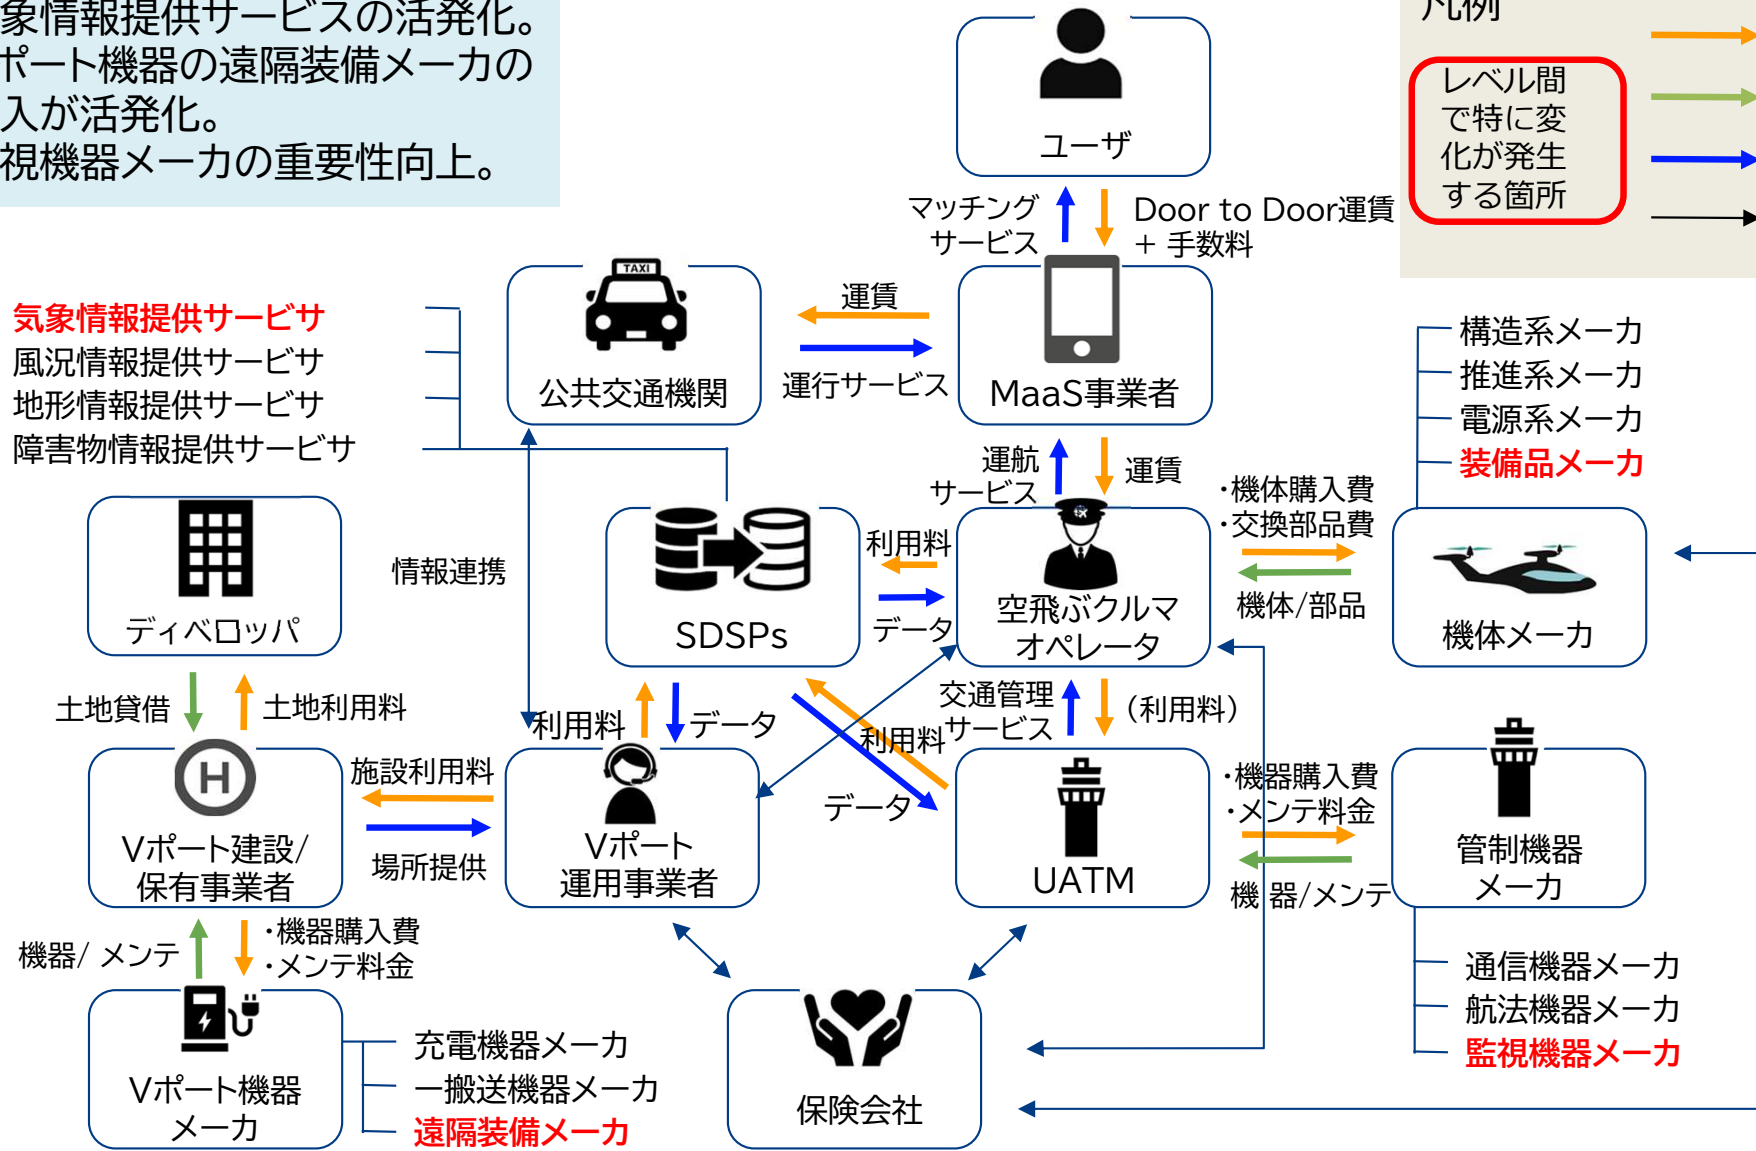 象情報提供サービスの活発化。
ポート機器の遠隔装備メーカの
入が活発化。
視機器メーカの重要性向上。
凡例
レベル間
で特に変
化が発生
する箇所
ユーザ
マッチング
サービス
Door to Door運賃
+ 手数料
TAXI
公共交通機関
運賃
運行サービス
MaaS事業者
気象情報提供サービサ
風況情報提供サービサ
地形情報提供サービサ
障害物情報提供サービサ
構造系メーカ
推進系メーカ
電源系メーカ
装備品メーカ
運航
サービス
運賃
・機体購入費
・交換部品費
機体/部品
機体メーカ
ディベロッパ
情報連携
SDSPs
利用料
データ
空飛ぶクルマ
オペレータ
土地貸借
土地利用料
利用料
データ
利用料
データ
交通管理
サービス
（利用料）
H
Vポート建設/
保有事業者
施設利用料
場所提供
Vポート
運用事業者
UATM
・機器購入費
・メンテ料金
機 器/メンテ
管制機器
メーカ
機器/ メンテ
・機器購入費
・メンテ料金
通信機器メーカ
航法機器メーカ
監視機器メーカ
Vポート機器
メーカ
充電機器メーカ
一搬送機器メーカ
遠隔装備メーカ
保険会社